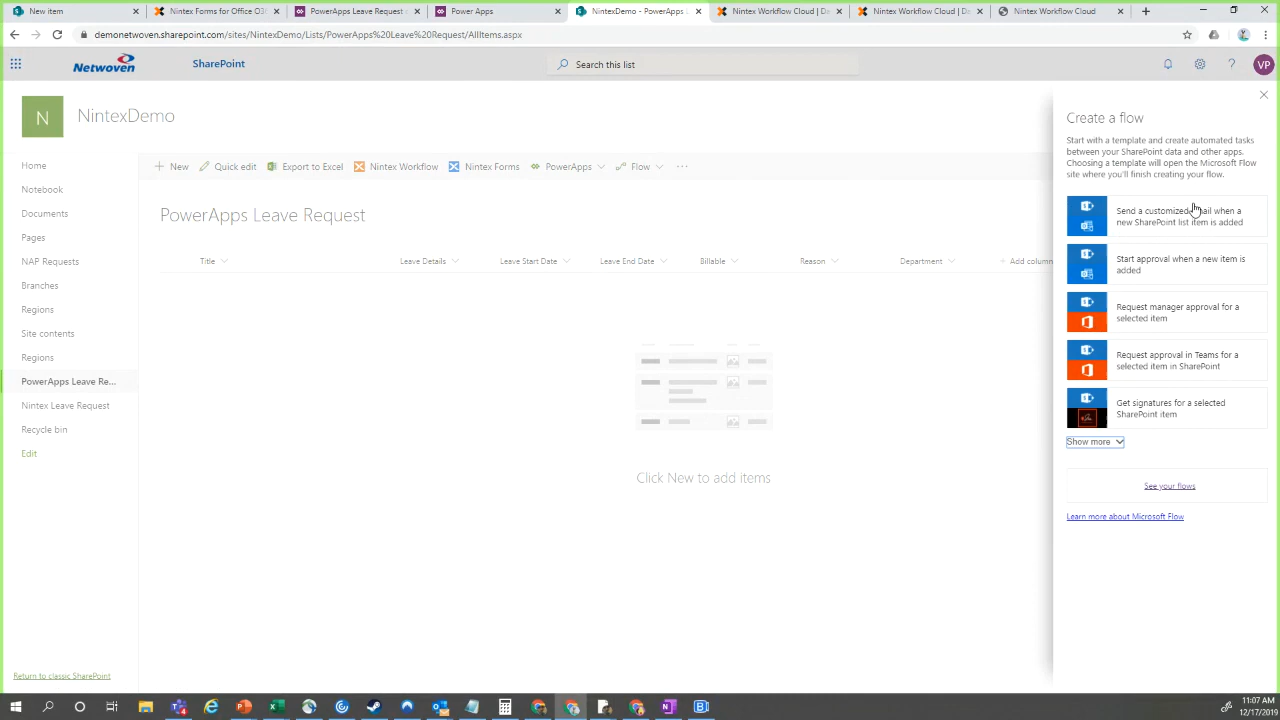 New item
Nintex Forms for Office 365
PowerApps Leave Request
Power Apps
NintexDemo - PowerApps L
Nintex Workflow Cloud | Da
Nintex Workflow Cloud | De
Nintex Workflow Cloud
demonetwoven.sharepoint.com/sites/NintexDemo/Lists/PowerApps%20Leave%20Request/AllItems.aspx
Netwoven
SharePoint
Search this list
VP
N
NintexDemo
Home
Notebook
Documents
Pages
NAP Requests
Branches
Regions
Site contents
Regions
PowerApps Leave Re...
Nintex Leave Request
Recycle bin
Edit
Return to classic SharePoint
New
Quick edit
Export to Excel
Nintex Workflow
Nintex Forms
PowerApps
Flow
PowerApps Leave Request
Title
Leave Details
Leave Start Date
Leave End Date
Billable
Reason
Department
Add column
Click New to add items
Create a flow
Start with a template and create automated tasks
between your SharePoint data and other apps.
Choosing a template will open the Microsoft Flow
site where you'll finish creating your flow.
Send a customized email when a
new SharePoint list item is added
Start approval when a new item is
added
Request manager approval for a
selected item
Request approval in Teams for a
selected item in SharePoint
Get signatures for a selected
SharePoint item
Show more
See your flows
Learn more about Microsoft Flow
11:07 AM
12/17/2019